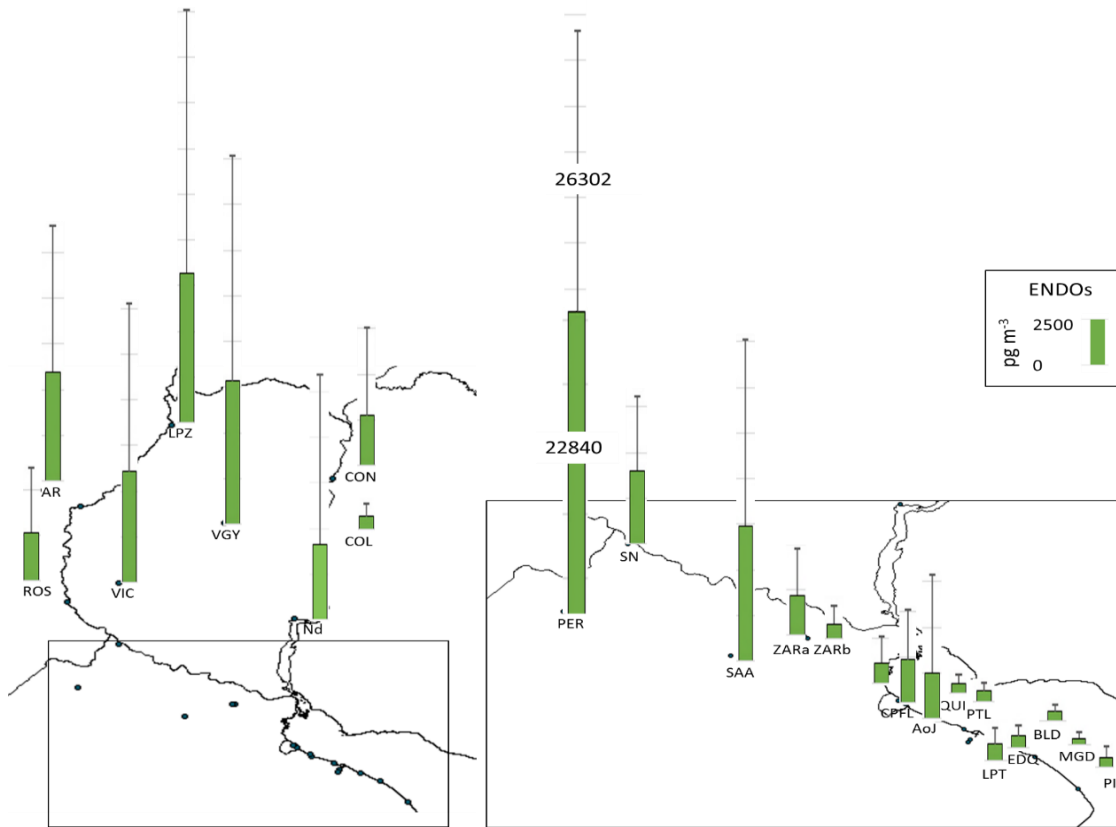 26302
22840
ENDOs
pg m⁻³
2500
0
LPZ
AR
CON
COL
VGY
ROS
VIC
Nd
PER
SN
SAA
ZARa
ZARb
CPFL
AoJ
QUI
PTL
BLD
LPT
EDQ
MGD
PI